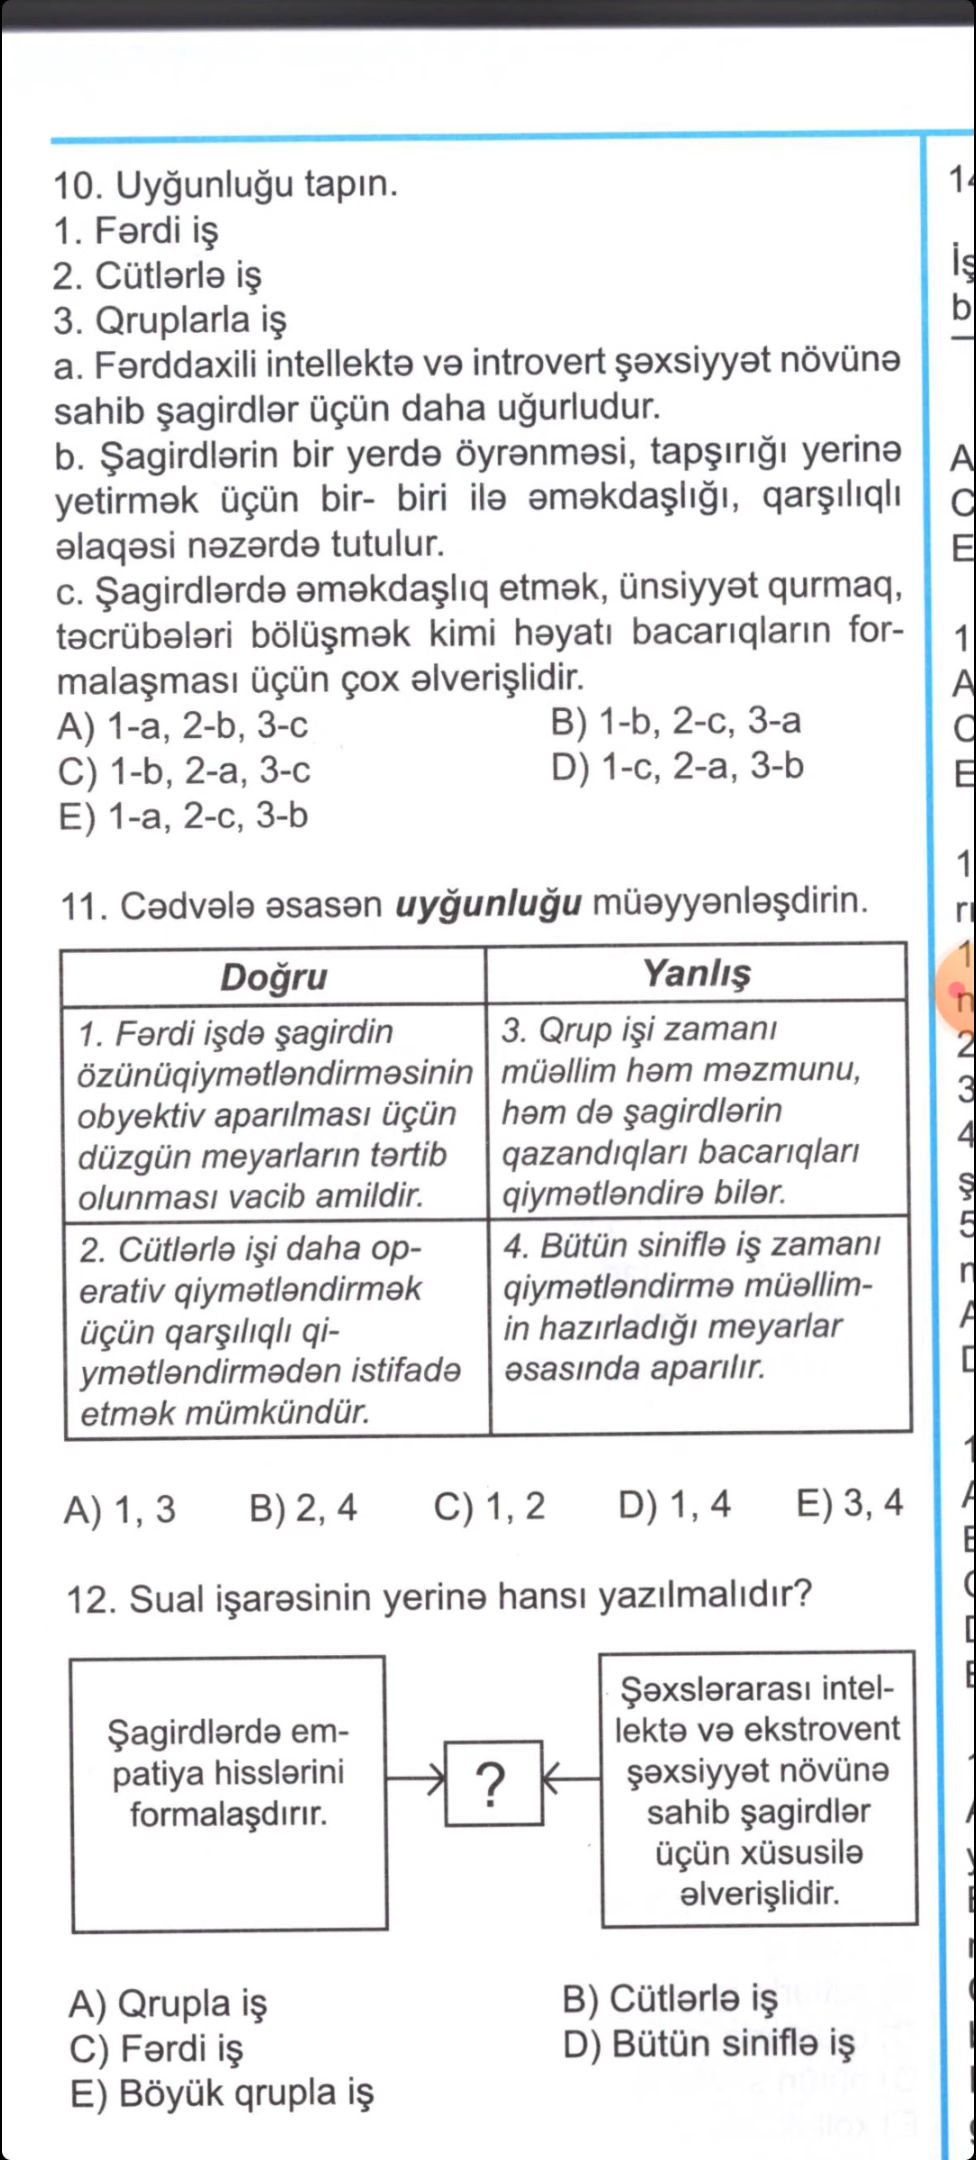 10. Uyğunluğu tapın.
1. Fərdi iş
2. Cütlərlə iş
3. Qruplarla iş
a. Fərddaxili intellektə və introvert şəxsiyyət növünə
sahib şagirdlər üçün daha uğurludur.
b. Şagirdlərin bir yerdə öyrənməsi, tapşırığı yerinə
yetirmək üçün bir- biri ilə əməkdaşlığı, qarşılıqlı
əlaqəsi nəzərdə tutulur.
c. Şagirdlərdə əməkdaşlıq etmək, ünsiyyət qurmaq,
təcrübələri bölüşmək kimi həyatı bacarıqların for-
malaşması üçün çox əlverişlidir.
A) 1-a, 2-b, 3-c B) 1-b, 2-c, 3-a
C) 1-b, 2-a, 3-c D) 1-c, 2-a, 3-b
E) 1-a, 2-c, 3-b
11. Cədvələ əsasən uyğunluğu müəyyənləşdirin.
Doğru
Yanlış
1. Fərdi işdə şagirdin
özünüqiymətləndirməsinin
obyektiv aparılması üçün
düzgün meyarların tərtib
olunması vacib amildir.
3. Qrup işi zamanı
müəllim həm məzmunu,
həm də şagirdlərin
qazandıqları bacarıqları
qiymətləndirə bilər.
2. Cütlərlə işi daha op-
erativ qiymətləndirmək
üçün qarşılıqlı qi-
ymətləndirmədən istifadə
etmək mümkündür.
4. Bütün siniflə iş zamanı
qiymətləndirmə müəllim-
in hazırladığı meyarlar
əsasında aparılır.
A) 1, 3 B) 2, 4 C) 1, 2 D) 1, 4 E) 3, 4
12. Sual işarəsinin yerinə hansı yazılmalıdır?
Şagirdlərdə em-
patiya hisslərini
formalaşdırır.
?
Şəxslərarası intel-
lektə və ekstrovent
şəxsiyyət növünə
sahib şagirdlər
üçün xüsusilə
əlverişlidir.
A) Qrupla iş B) Cütlərlə iş
C) Fərdi iş D) Bütün siniflə iş
E) Böyük qrupla iş